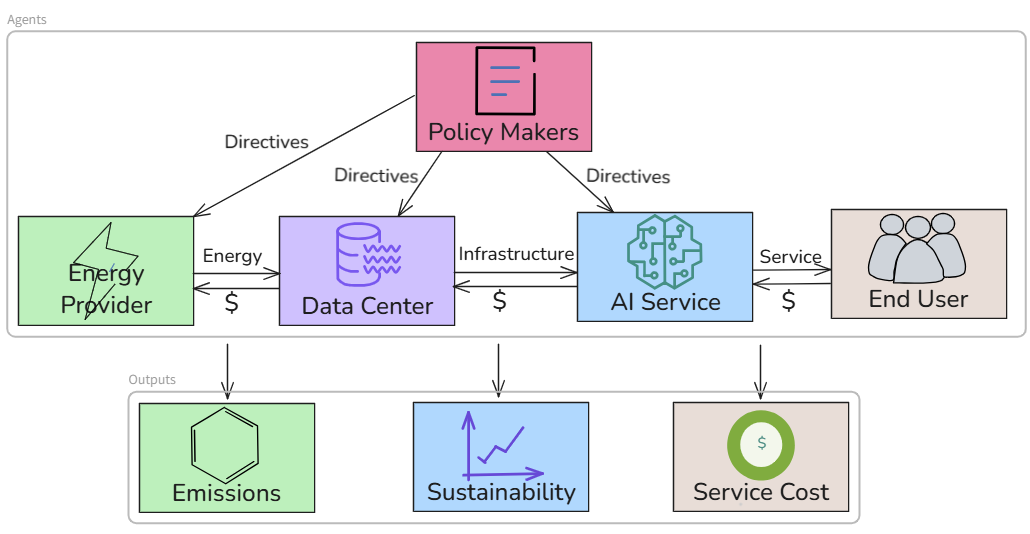 Agents
Policy Makers
Directives
Directives
Directives
Energy
Provider
Energy
$
Data Center
Infrastructure
$
AI Service
Service
$
End User
Outputs
Emissions
Sustainability
$
Service Cost